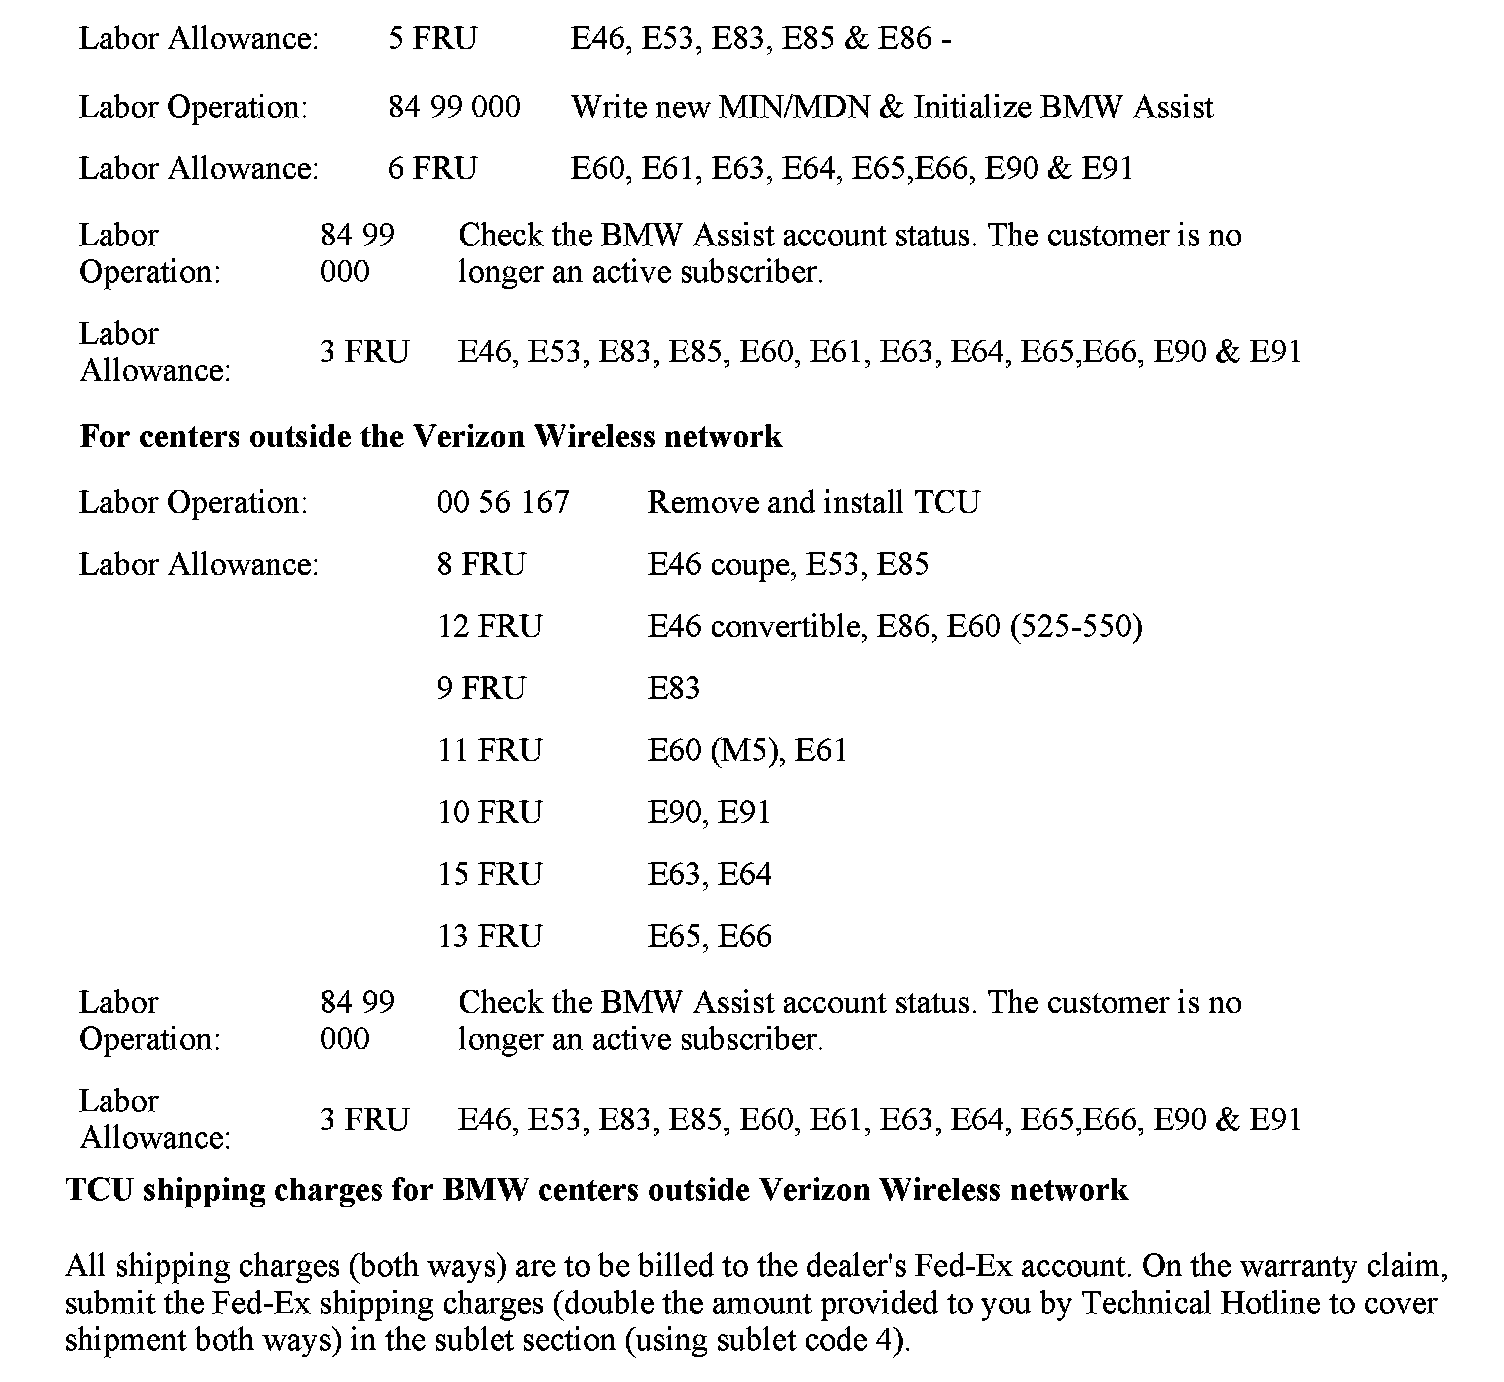 Labor Allowance: 5 FRU E46, E53, E83, E85 & E86 -
Labor Operation: 84 99 000 Write new MIN/MDN & Initialize BMW Assist
Labor Allowance: 6 FRU E60, E61, E63, E64, E65,E66, E90 & E91
Labor 84 99 Check the BMW Assist account status. The customer is no
Operation: 000 longer an active subscriber.
Labor
Allowance: 3 FRU E46, E53, E83, E85, E60, E61, E63, E64, E65,E66, E90 & E91
For centers outside the Verizon Wireless network
Labor Operation: 00 56 167 Remove and install TCU
Labor Allowance: 8 FRU E46 coupe, E53, E85
12 FRU E46 convertible, E86, E60 (525-550)
9 FRU E83
11 FRU E60 (M5), E61
10 FRU E90, E91
15 FRU E63, E64
13 FRU E65, E66
Labor 84 99 Check the BMW Assist account status. The customer is no
Operation: 000 longer an active subscriber.
Labor
Allowance: 3 FRU E46, E53, E83, E85, E60, E61, E63, E64, E65,E66, E90 & E91
TCU shipping charges for BMW centers outside Verizon Wireless network
All shipping charges (both ways) are to be billed to the dealer's Fed-Ex account. On the warranty claim,
submit the Fed-Ex shipping charges (double the amount provided to you by Technical Hotline to cover
shipment both ways) in the sublet section (using sublet code 4).